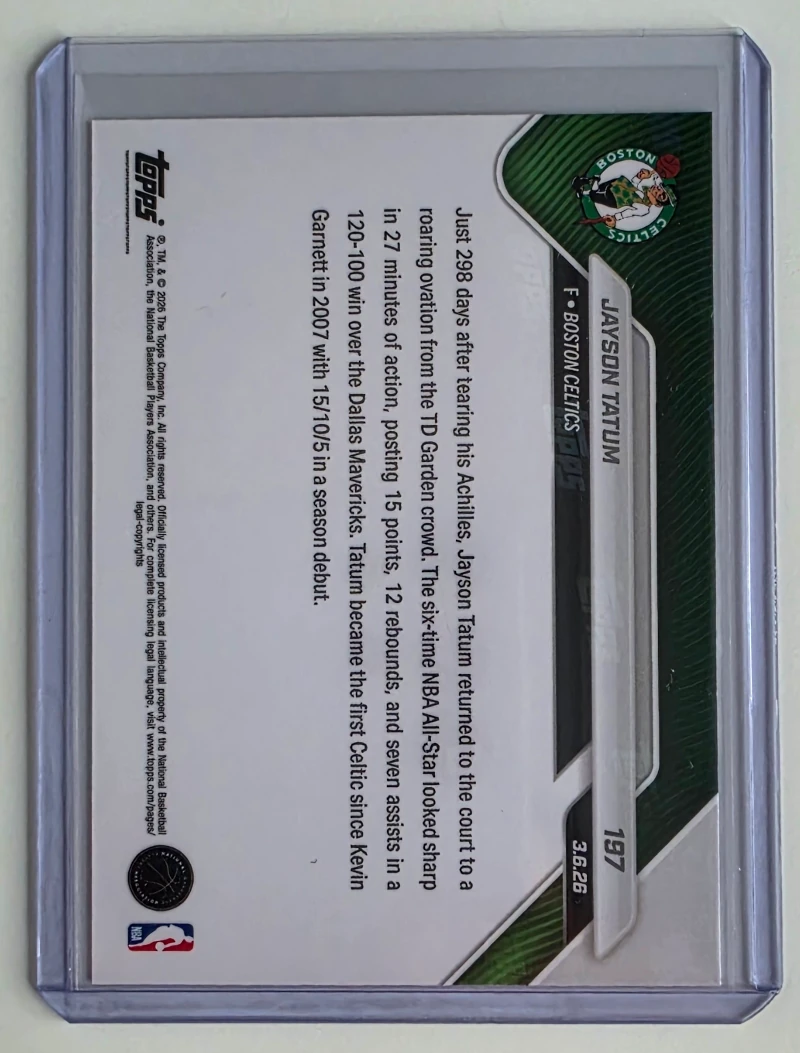 BOSTON
CELTICS
JAYSON TATUM
197
F • BOSTON CELTICS
3.6.26
Just 298 days after tearing his Achilles, Jayson Tatum returned to the court to a
roaring ovation from the TD Garden crowd. The six-time NBA All-Star looked sharp
in 27 minutes of action, posting 15 points, 12 rebounds, and seven assists in a
120-100 win over the Dallas Mavericks. Tatum became the first Celtic since Kevin
Garnett in 2007 with 15/10/5 in a season debut.
topps
®, TM, & © 2026 The Topps Company, Inc. All rights reserved. Officially licensed products and intellectual property of the National Basketball
Association, the National Basketball Players Association, and others. For complete licensing legal language, visit www.topps.com/pages/
legal-copyrights
NBA